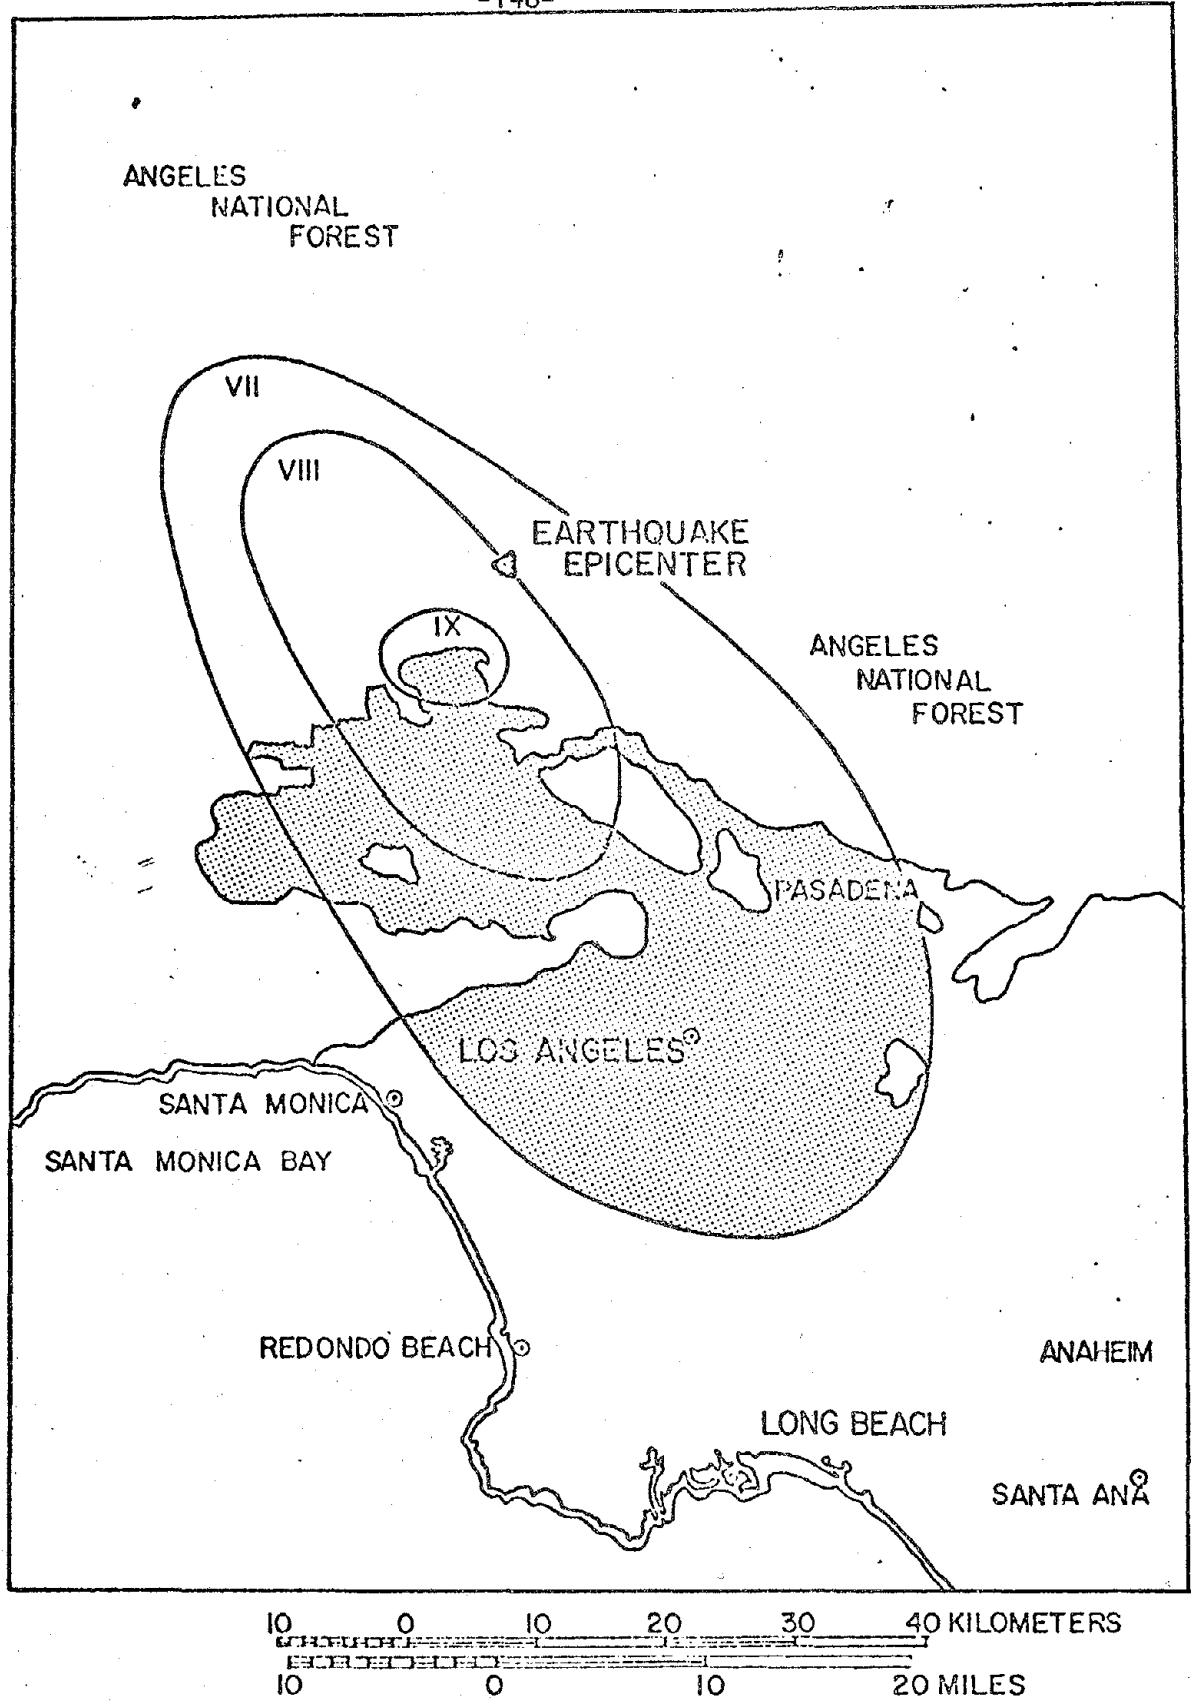 -148-
ANGELES
NATIONAL
FOREST
VII
VIII
EARTHQUAKE
EPICENTER
IX
ANGELES
NATIONAL
FOREST
PASADENA
LOS ANGELES
SANTA MONICA
SANTA MONICA BAY
REDONDO BEACH
ANAHEIM
LONG BEACH
SANTA ANA
10 0 10 20 30 40 KILOMETERS
10 0 10 20 MILES